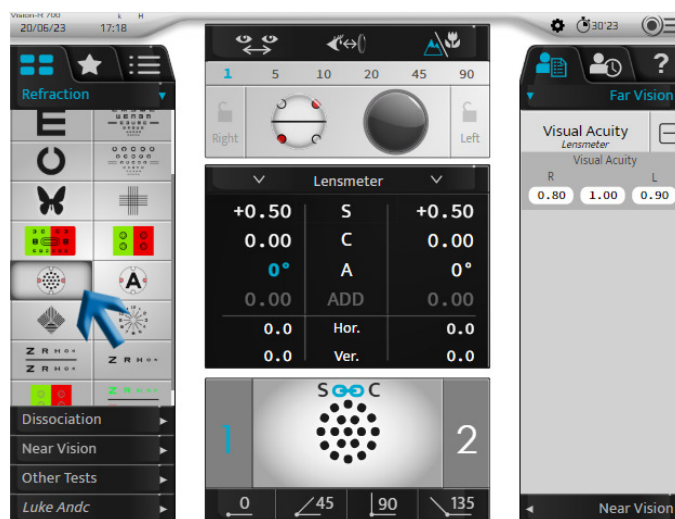 Vision-R 700
20/06/23 17:18
30'23
1 5 10 20 45 90
Refraction
Right Left
Far Vision
Visual Acuity
Lensmeter
Visual Acuity
R L
0.80 1.00 0.90
Lensmeter
+0.50 S +0.50
0.00 C 0.00
0° A 0°
0.00 ADD 0.00
0.0 Hor. 0.0
0.0 Ver. 0.0
E
A
Z R H
Z R H
Z R H
S C
1 2
0 45 90 135
Dissociation
Near Vision
Other Tests
Luke Andc
Near Vision
?